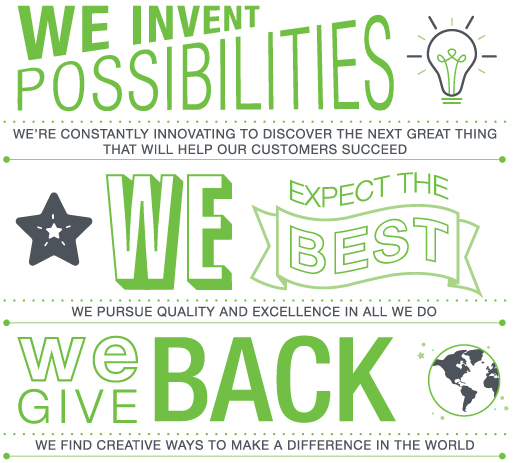 WE INVENT
POSSIBILITIES
WE'RE CONSTANTLY INNOVATING TO DISCOVER THE NEXT GREAT THING
THAT WILL HELP OUR CUSTOMERS SUCCEED
WE EXPECT THE
BEST
WE PURSUE QUALITY AND EXCELLENCE IN ALL WE DO
we
GIVE BACK
WE FIND CREATIVE WAYS TO MAKE A DIFFERENCE IN THE WORLD